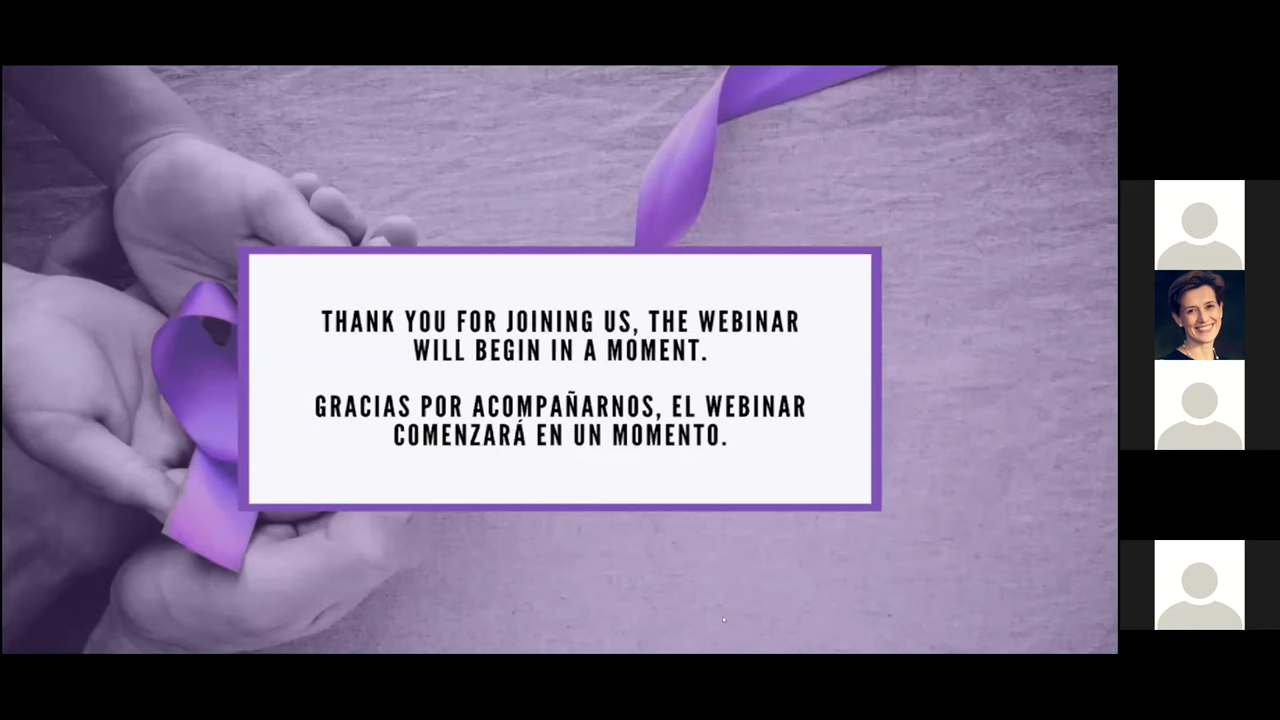 THANK YOU FOR JOINING US, THE WEBINAR
WILL BEGIN IN A MOMENT.
GRACIAS POR ACOMPAÑARNOS, EL WEBINAR
COMENZARÁ EN UN MOMENTO.